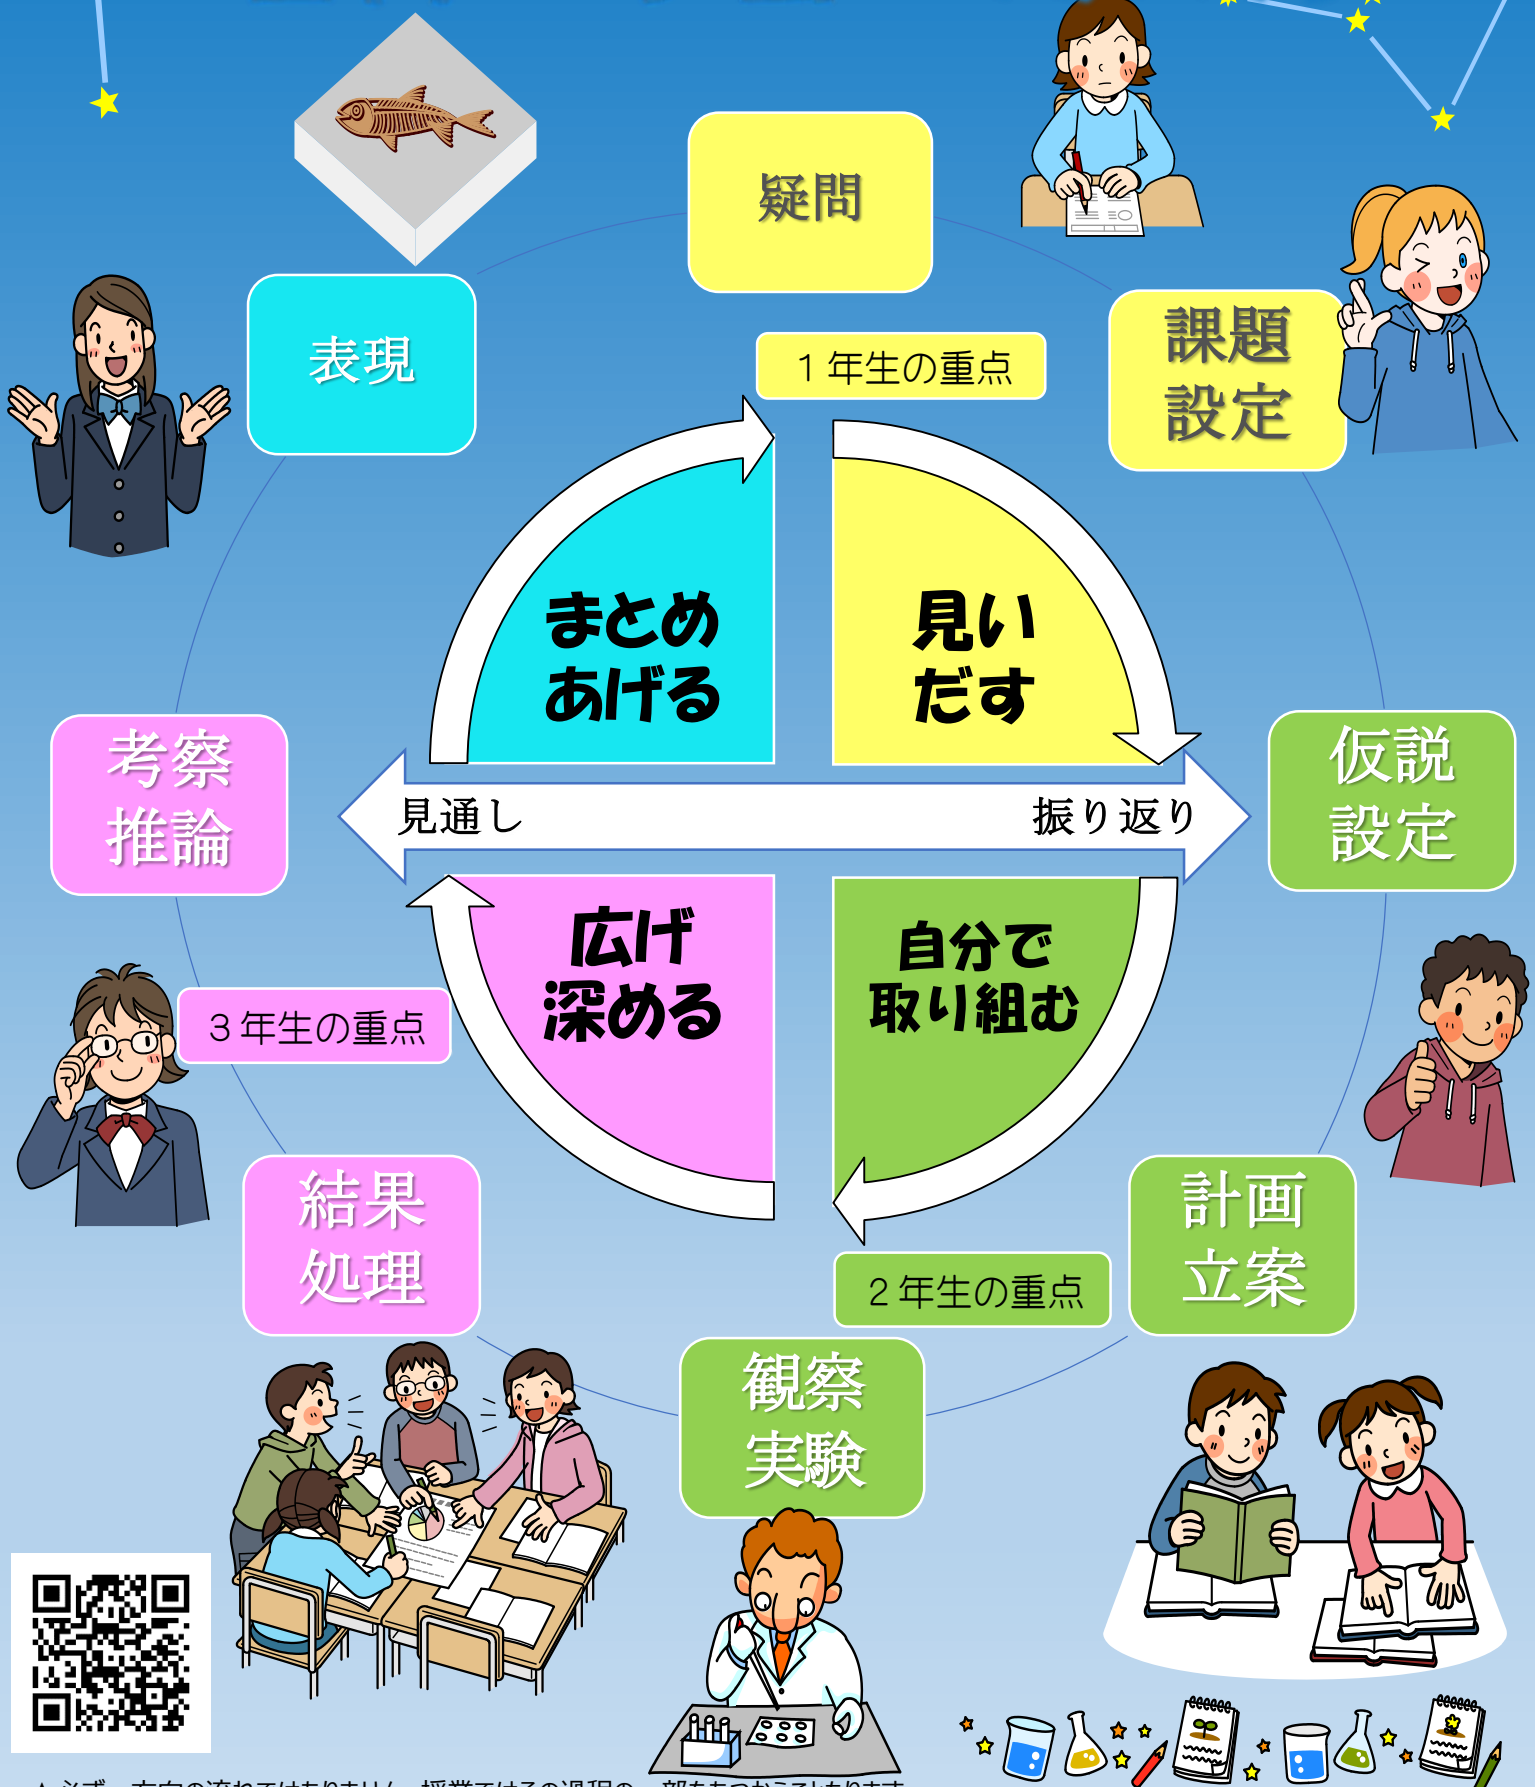 疑問
表現
課題
設定
1年生の重点
まとめ
あげる
見い
だす
考察
推論
見通し
振り返り
仮説
設定
広げ
深める
自分で
取り組む
3年生の重点
結果
処理
計画
立案
2年生の重点
観察
実験